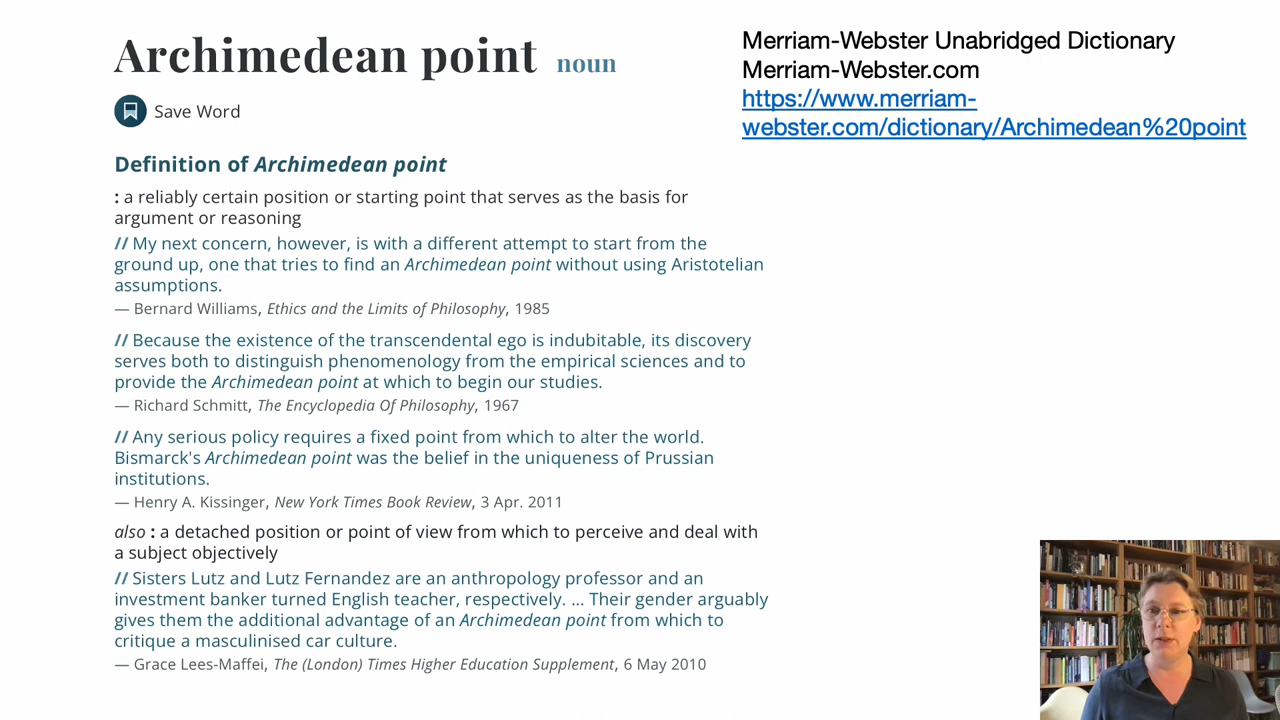 Archimedean point noun
Save Word
Definition of Archimedean point
: a reliably certain position or starting point that serves as the basis for
argument or reasoning
// My next concern, however, is with a different attempt to start from the
ground up, one that tries to find an Archimedean point without using Aristotelian
assumptions.
— Bernard Williams, Ethics and the Limits of Philosophy, 1985
// Because the existence of the transcendental ego is indubitable, its discovery
serves both to distinguish phenomenology from the empirical sciences and to
provide the Archimedean point at which to begin our studies.
— Richard Schmitt, The Encyclopedia Of Philosophy, 1967
// Any serious policy requires a fixed point from which to alter the world.
Bismarck's Archimedean point was the belief in the uniqueness of Prussian
institutions.
— Henry A. Kissinger, New York Times Book Review, 3 Apr. 2011
also : a detached position or point of view from which to perceive and deal with
a subject objectively
// Sisters Lutz and Lutz Fernandez are an anthropology professor and an
investment banker turned English teacher, respectively. ... Their gender arguably
gives them the additional advantage of an Archimedean point from which to
critique a masculinised car culture.
— Grace Lees-Maffei, The (London) Times Higher Education Supplement, 6 May 2010
Merriam-Webster Unabridged Dictionary
Merriam-Webster.com
https://www.merriam-
webster.com/dictionary/Archimedean%20point